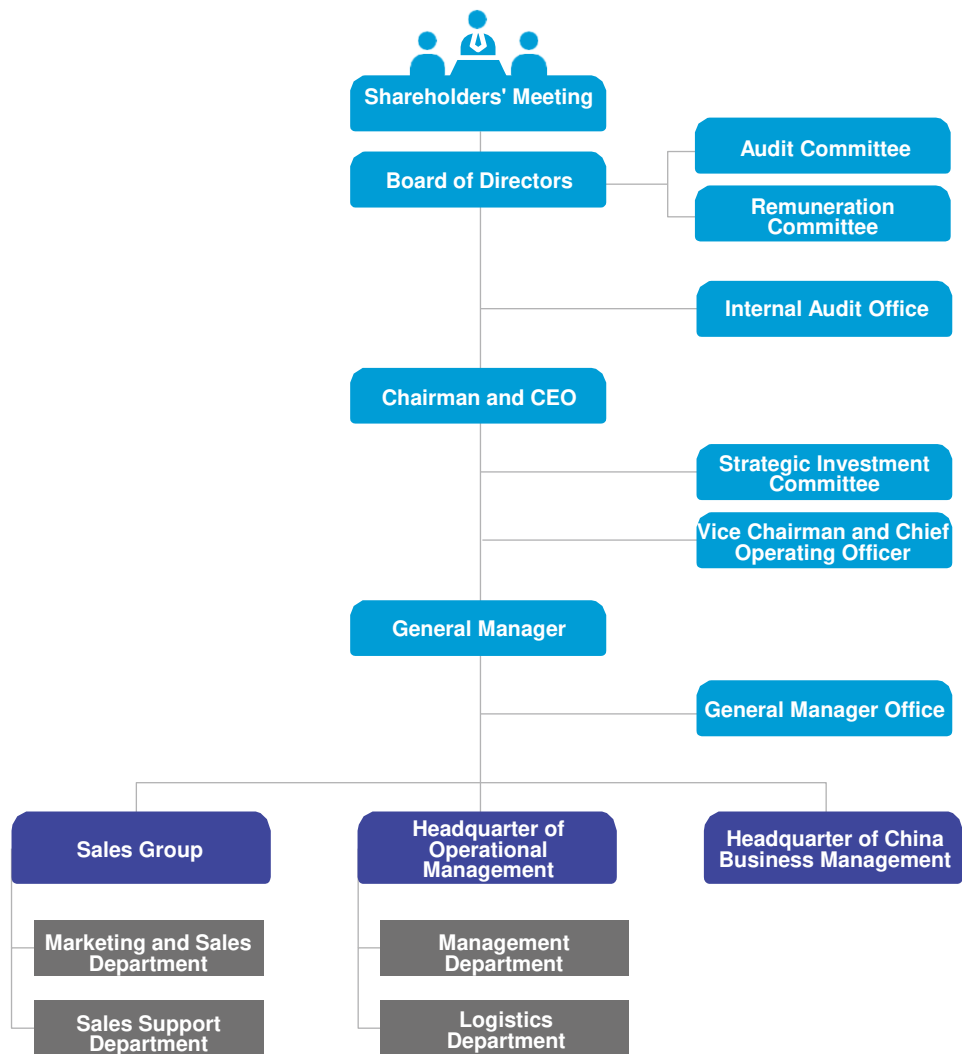 Shareholders' Meeting
Board of Directors
Audit Committee
Remuneration
Committee
Internal Audit Office
Chairman and CEO
Strategic Investment
Committee
Vice Chairman and Chief
Operating Officer
General Manager
General Manager Office
Sales Group
Headquarter of
Operational
Management
Headquarter of China
Business Management
Marketing and Sales
Department
Management
Department
Sales Support
Department
Logistics
Department